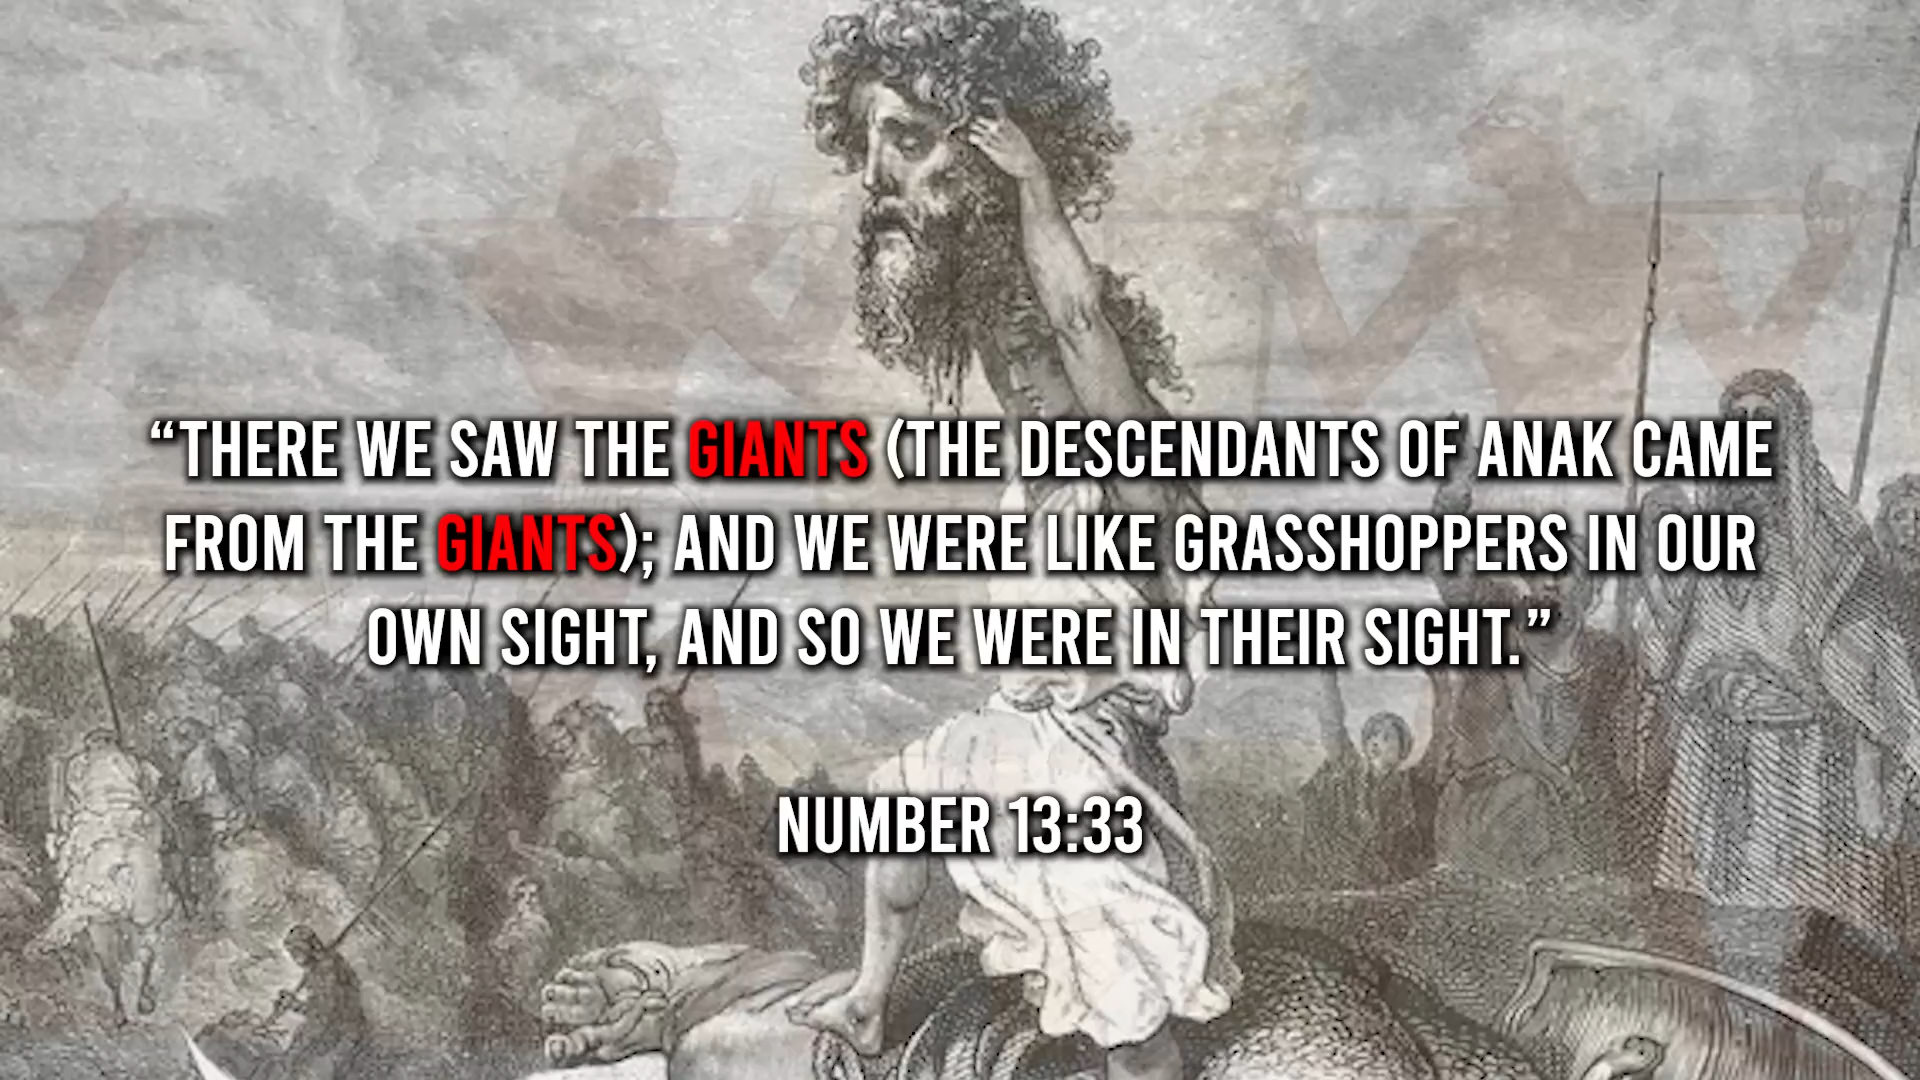 “THERE WE SAW THE GIANTS (THE DESCENDANTS OF ANAK CAME
FROM THE GIANTS); AND WE WERE LIKE GRASSHOPPERS IN OUR
OWN SIGHT, AND SO WE WERE IN THEIR SIGHT.”
NUMBER 13:33